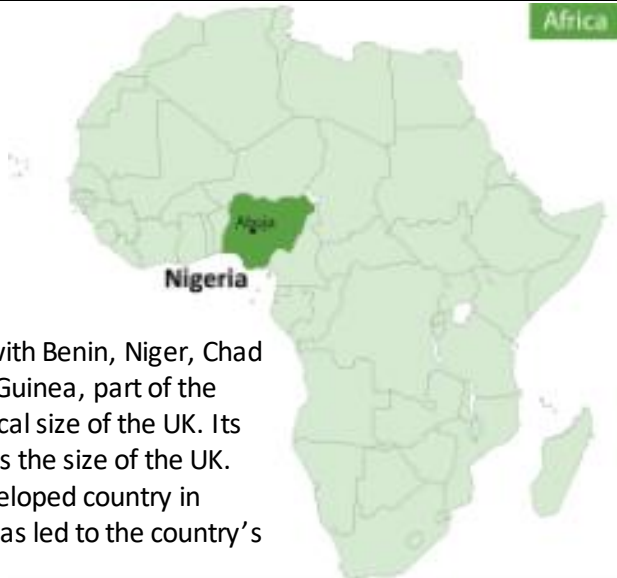 Africa
Abuja
Nigeria
with Benin, Niger, Chad
Guinea, part of the
cal size of the UK. Its
s the size of the UK.
eloped country in
as led to the country’s